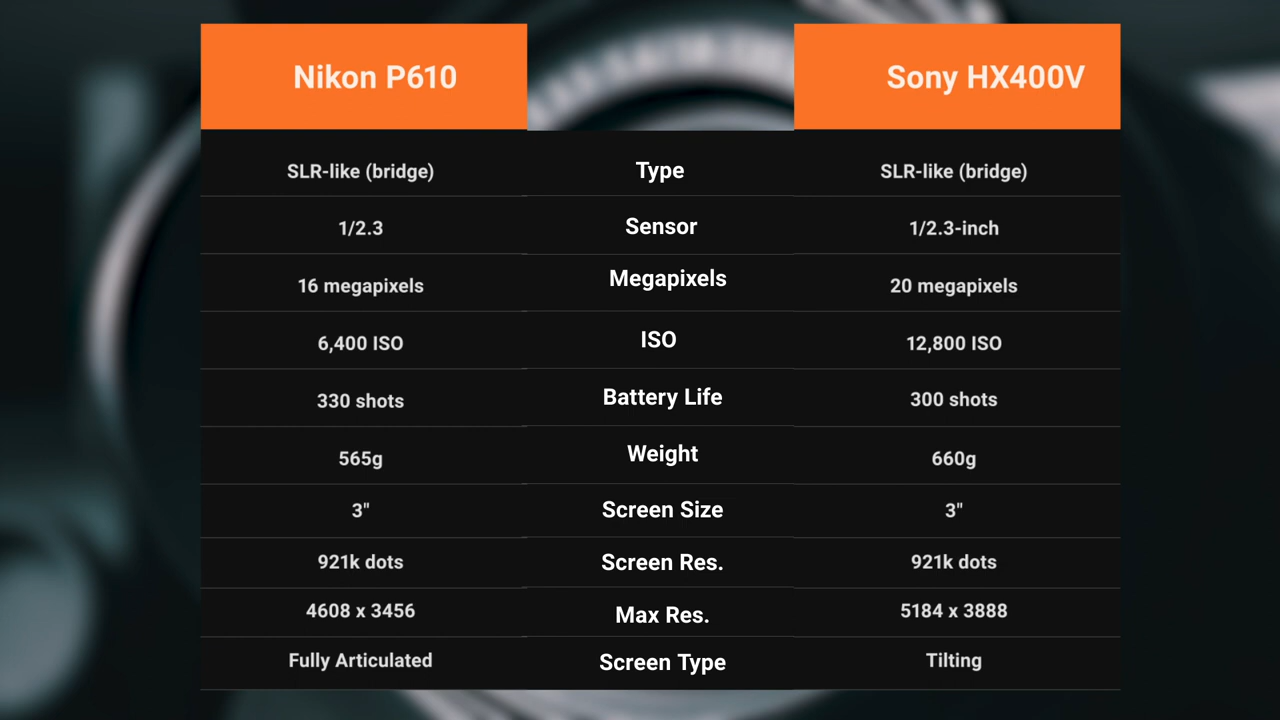 Nikon P610
Sony HX400V
SLR-like (bridge)
Type
SLR-like (bridge)
1/2.3
Sensor
1/2.3-inch
16 megapixels
Megapixels
20 megapixels
6,400 ISO
ISO
12,800 ISO
330 shots
Battery Life
300 shots
565g
Weight
660g
3"
Screen Size
3"
921k dots
Screen Res.
921k dots
4608 x 3456
Max Res.
5184 x 3888
Fully Articulated
Screen Type
Tilting